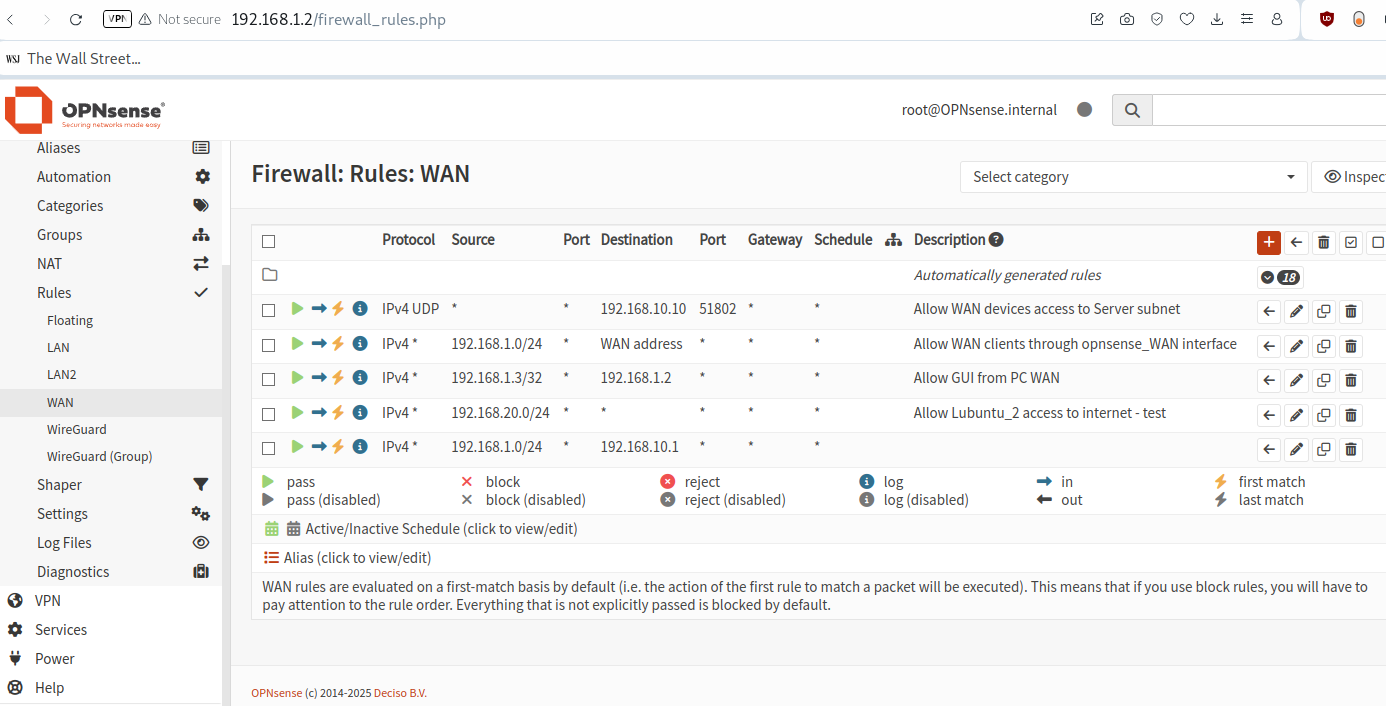 VPN Not secure 192.168.1.2/firewall_rules.php
WSJ The Wall Street...
OPNsense®
Securing networks made easy
root@OPNsense.internal
Aliases
Automation
Categories
Groups
NAT
Rules
Floating
LAN
LAN2
WAN
WireGuard
WireGuard (Group)
Shaper
Settings
Log Files
Diagnostics
VPN
Services
Power
Help
Firewall: Rules: WAN
Select category
Inspec
Protocol Source Port Destination Port Gateway Schedule Description
Automatically generated rules 18
IPv4 UDP * * 192.168.10.10 51802 * * Allow WAN devices access to Server subnet
IPv4 * 192.168.1.0/24 * WAN address * * * Allow WAN clients through opnsense_WAN interface
IPv4 * 192.168.1.3/32 * 192.168.1.2 * * * Allow GUI from PC WAN
IPv4 * 192.168.20.0/24 * * * * * Allow Lubuntu_2 access to internet - test
IPv4 * 192.168.1.0/24 * 192.168.10.1 * * *
pass block reject log in first match
pass (disabled) block (disabled) reject (disabled) log (disabled) out last match
Active/Inactive Schedule (click to view/edit)
Alias (click to view/edit)
WAN rules are evaluated on a first-match basis by default (i.e. the action of the first rule to match a packet will be executed). This means that if you use block rules, you will have to
pay attention to the rule order. Everything that is not explicitly passed is blocked by default.
OPNsense (c) 2014-2025 Deciso B.V.